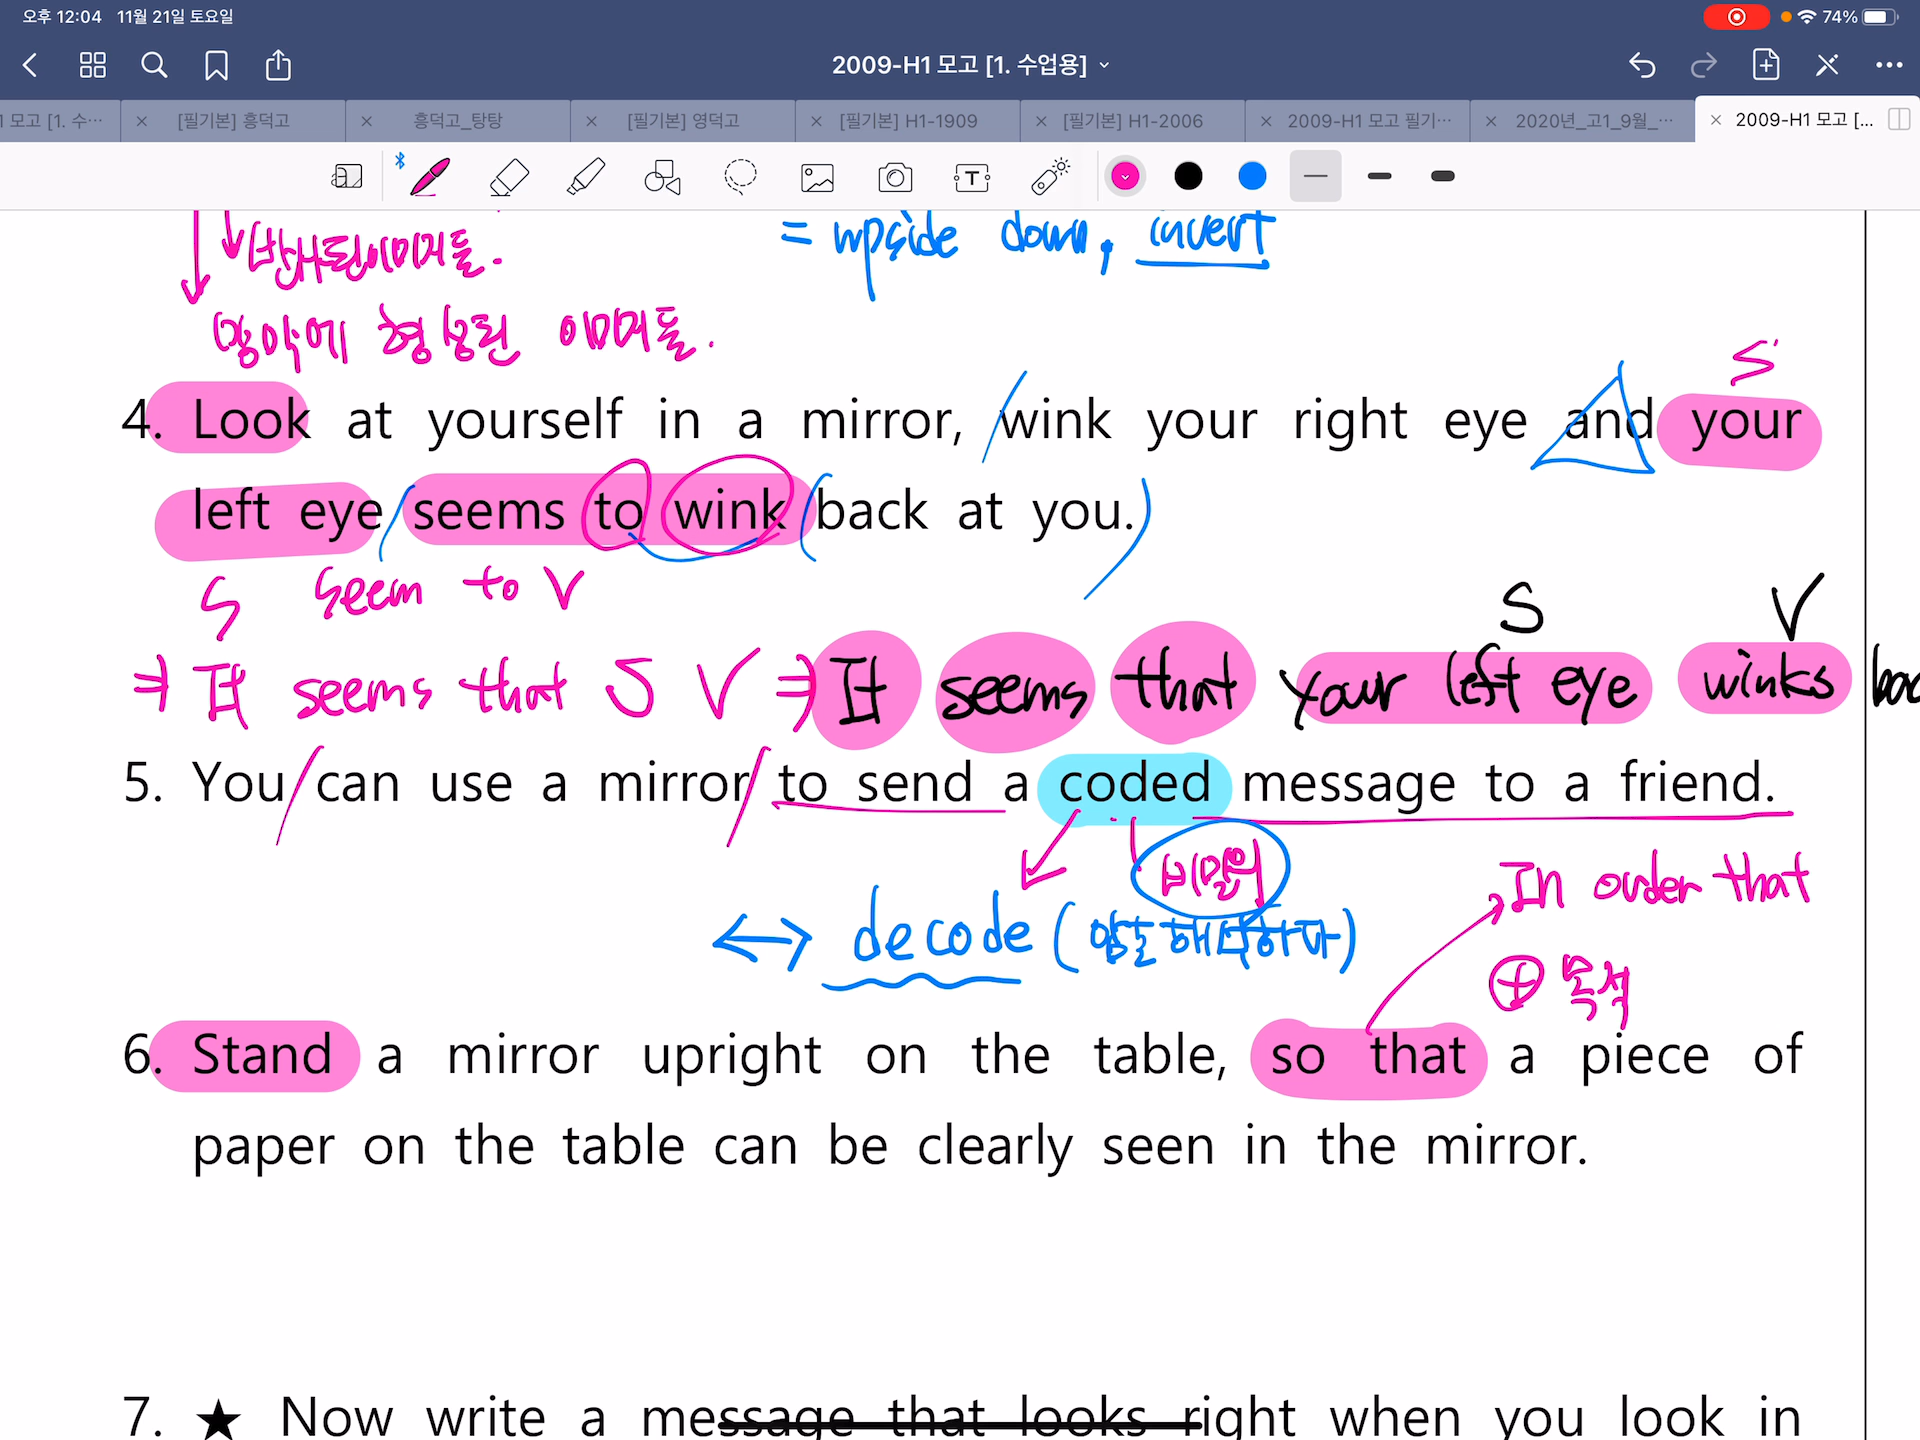 오후 12:04 11월 21일 토요일
74%
2009-H1 모고 [1. 수업용]
1 모고 [1. 수…
[필기본] 흥덕고
흥덕고_탕탕
[필기본] 영덕고
[필기본] H1-1909
[필기본] H1-2006
2009-H1 모고 필기…
2020년_고1_9월_…
2009-H1 모고 [...
반사된 이미지들.
= upside down, invert
망막에 형성된 이미지들.
S
4. Look at yourself in a mirror, wink your right eye and your
left eye seems to wink back at you.
S seem to V
S V
⇒ It seems that S V ⇒ It seems that your left eye winks bac
5. You can use a mirror to send a coded message to a friend.
비밀의
In order that
↔ decode (암호 해독하다)
⊕ 목적
6. Stand a mirror upright on the table, so that a piece of
paper on the table can be clearly seen in the mirror.
7. ★ Now write a message that looks right when you look in